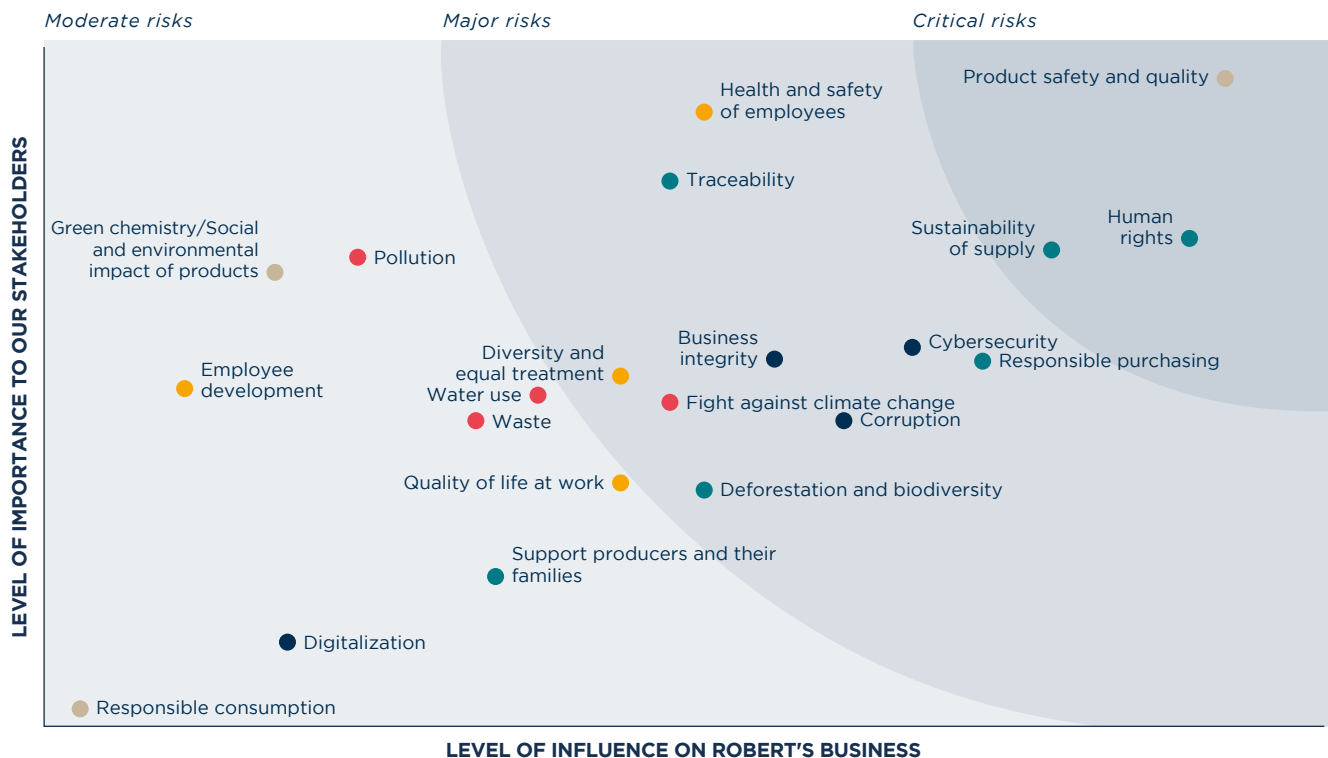 Moderate risks
Major risks
Critical risks
LEVEL OF IMPORTANCE TO OUR STAKEHOLDERS
Product safety and quality
Health and safety
of employees
Traceability
Human
rights
Sustainability
of supply
Green chemistry/Social
and environmental
impact of products
Pollution
Business
integrity
Cybersecurity
Responsible purchasing
Diversity and
equal treatment
Employee
development
Water use
Fight against climate change
Waste
Corruption
Quality of life at work
Deforestation and biodiversity
Support producers and their
families
Digitalization
Responsible consumption
LEVEL OF INFLUENCE ON ROBERT'S BUSINESS